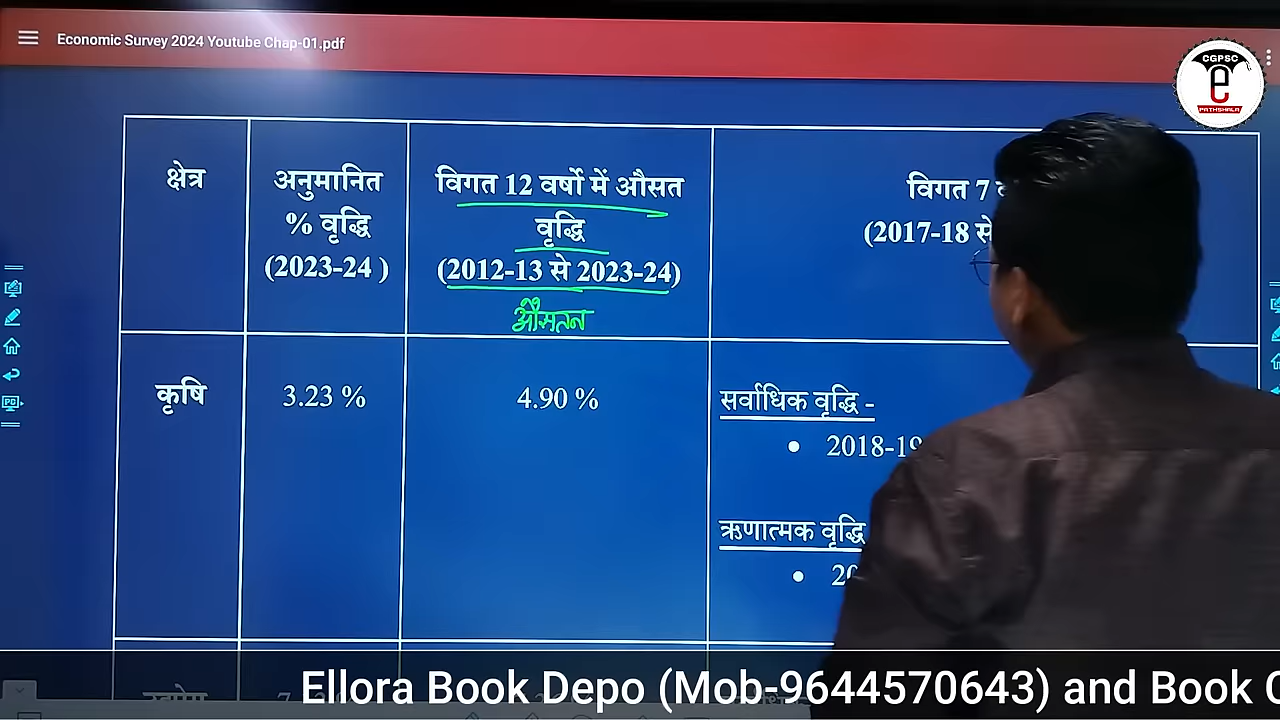 Economic Survey 2024 Youtube Chap-01.pdf
CGPSC
e
PATHSHALA
क्षेत्र
अनुमानित
% वृद्धि
(2023-24 )
विगत 12 वर्षो में औसत
वृद्धि
(2012-13 से 2023-24)
औसतन
विगत 7
(2017-18 से
कृषि
3.23 %
4.90 %
सर्वाधिक वृद्धि -
• 2018-19
ऋणात्मक वृद्धि
• 20
Ellora Book Depo (Mob-9644570643) and Book